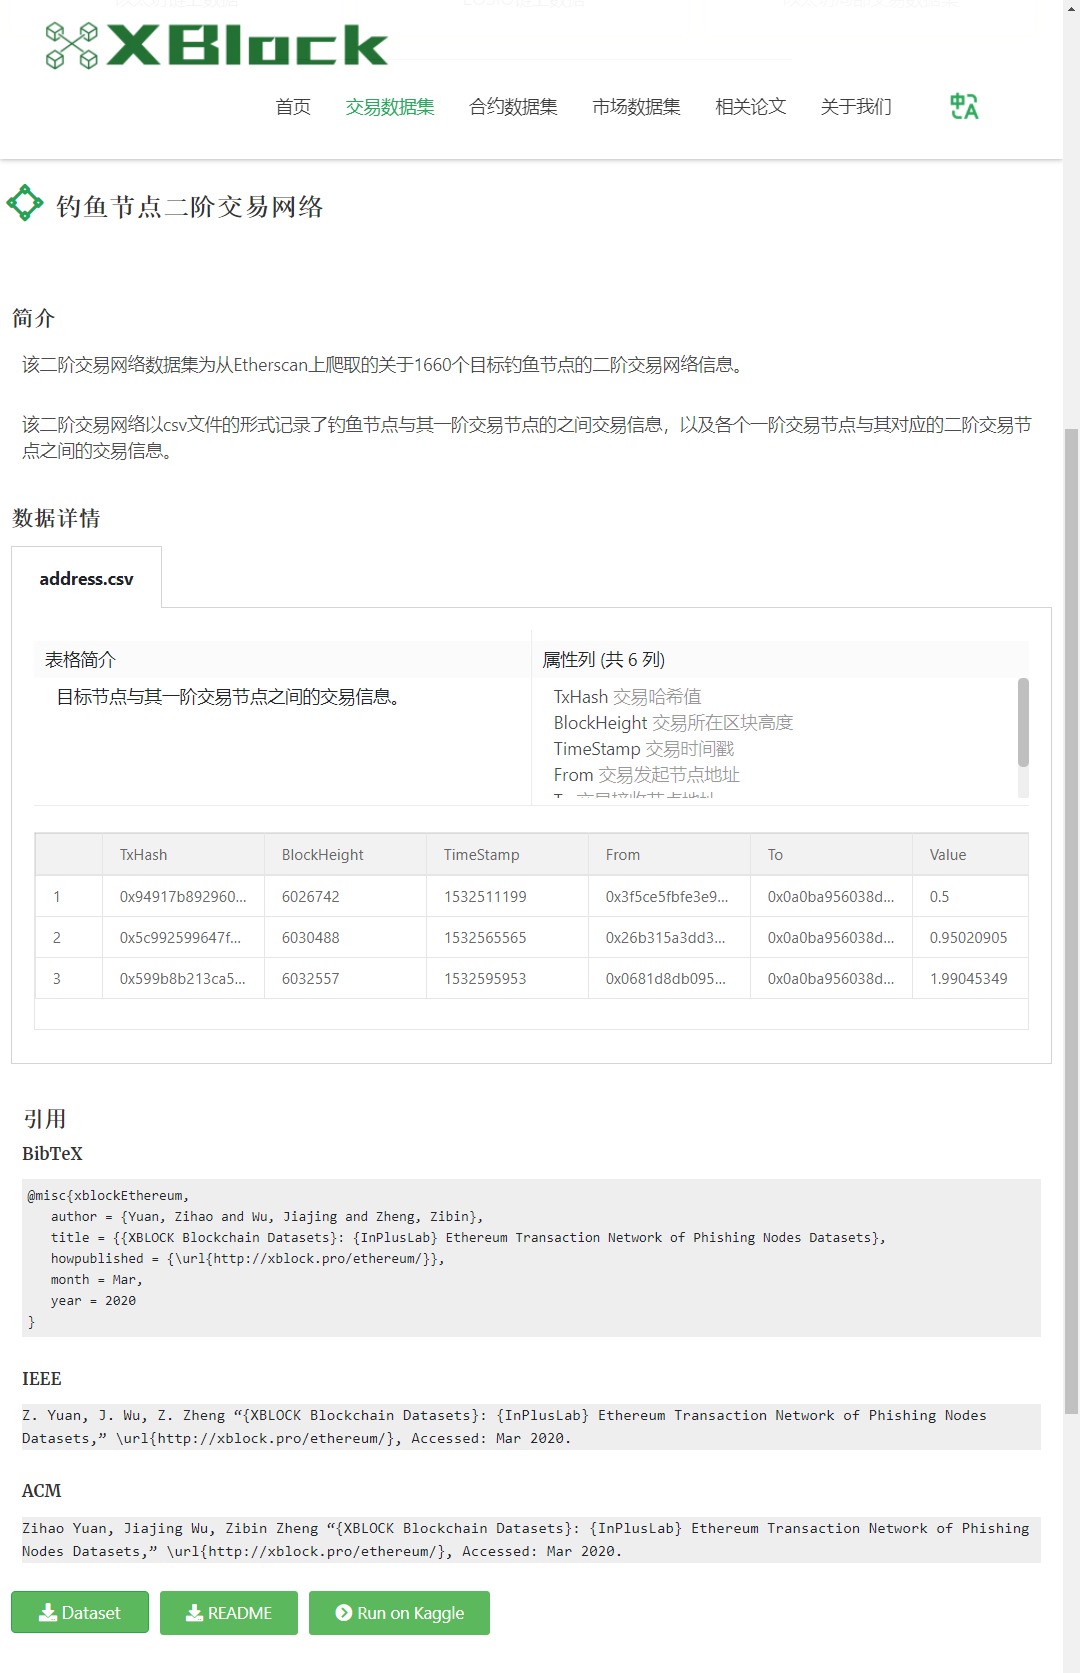 XBlock
首页 交易数据集 合约数据集 市场数据集 相关论文 关于我们 中A
钓鱼节点二阶交易网络
简介
该二阶交易网络数据集为从Etherscan上爬取的关于1660个目标钓鱼节点的二阶交易网络信息。
该二阶交易网络以csv文件的形式记录了钓鱼节点与其一阶交易节点的之间交易信息，以及各个一阶交易节点与其对应的二阶交易节
点之间的交易信息。
数据详情
address.csv
表格简介 属性列 (共 6 列)
目标节点与其一阶交易节点之间的交易信息。
TxHash 交易哈希值
BlockHeight 交易所在区块高度
TimeStamp 交易时间戳
From 交易发起节点地址
TxHash BlockHeight TimeStamp From To Value
1 0x94917b892960... 6026742 1532511199 0x3f5ce5fbfe3e9... 0x0a0ba956038d... 0.5
2 0x5c992599647f... 6030488 1532565565 0x26b315a3dd3... 0x0a0ba956038d... 0.95020905
3 0x599b8b213ca5... 6032557 1532595953 0x0681d8db095... 0x0a0ba956038d... 1.99045349
引用
BibTeX
@misc{xblockEthereum,
author = {Yuan, Zihao and Wu, Jiajing and Zheng, Zibin},
title = {{XBLOCK Blockchain Datasets}: {InPlusLab} Ethereum Transaction Network of Phishing Nodes Datasets},
howpublished = {\url{http://xblock.pro/ethereum/}},
month = Mar,
year = 2020
}
IEEE
Z. Yuan, J. Wu, Z. Zheng “{XBLOCK Blockchain Datasets}: {InPlusLab} Ethereum Transaction Network of Phishing Nodes
Datasets,” \url{http://xblock.pro/ethereum/}, Accessed: Mar 2020.
ACM
Zihao Yuan, Jiajing Wu, Zibin Zheng “{XBLOCK Blockchain Datasets}: {InPlusLab} Ethereum Transaction Network of Phishing
Nodes Datasets,” \url{http://xblock.pro/ethereum/}, Accessed: Mar 2020.
Dataset README Run on Kaggle